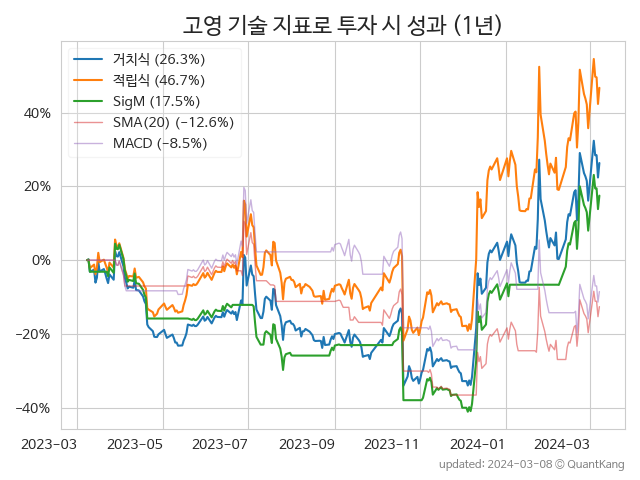 고영 기술 지표로 투자 시 성과 (1년)
거치식 (26.3%)
적립식 (46.7%)
SigM (17.5%)
SMA(20) (−12.6%)
MACD (−8.5%)
40%
20%
0%
−20%
−40%
2023−03 2023−05 2023−07 2023−09 2023−11 2024−01 2024−03
updated: 2024−03−08 © QuantKang